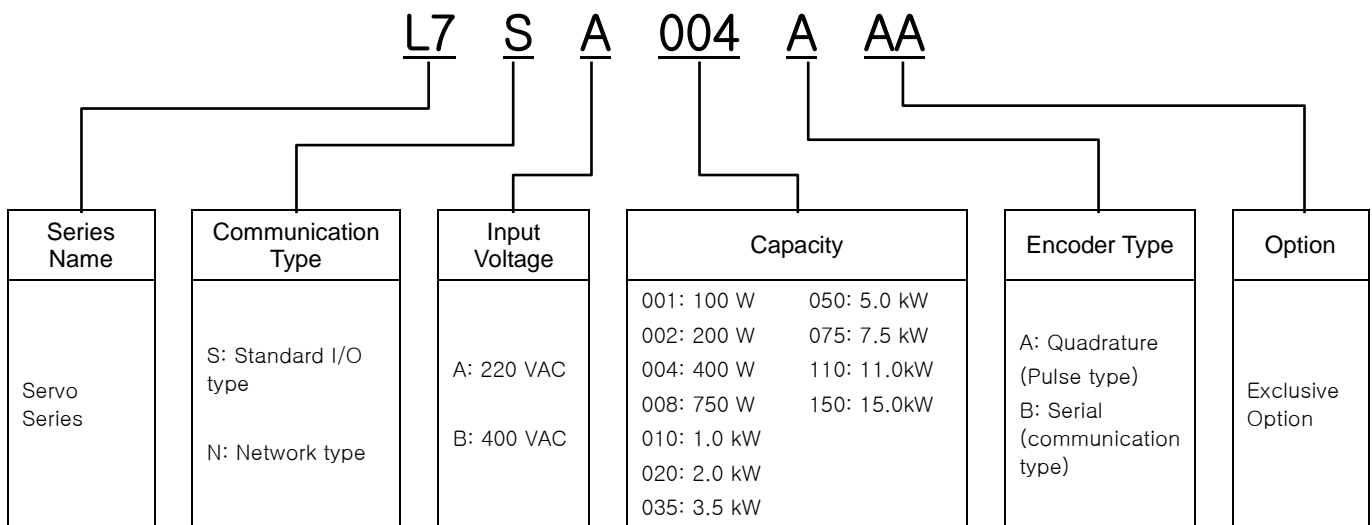 L7 S A 004 A AA
Series
Name
Servo
Series
Communication
Type
S: Standard I/O
type
N: Network type
Input
Voltage
A: 220 VAC
B: 400 VAC
Capacity
001: 100 W 050: 5.0 kW
002: 200 W 075: 7.5 kW
004: 400 W 110: 11.0kW
008: 750 W 150: 15.0kW
010: 1.0 kW
020: 2.0 kW
035: 3.5 kW
Encoder Type
A: Quadrature
(Pulse type)
B: Serial
(communication
type)
Option
Exclusive
Option